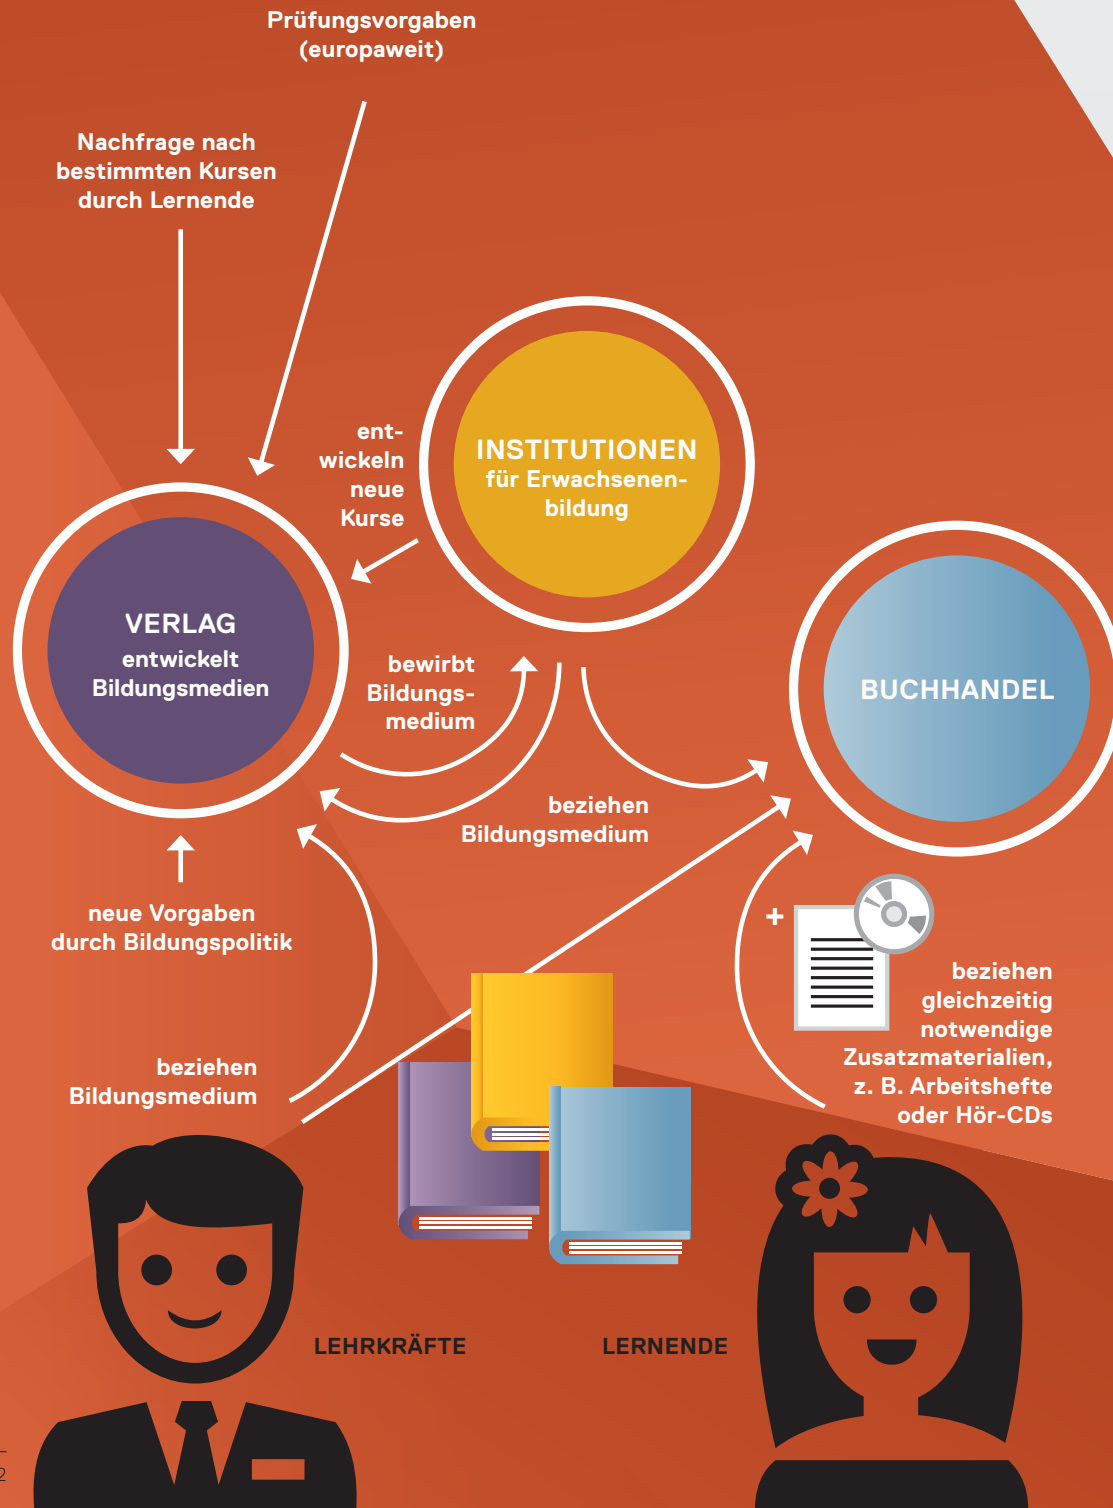 Prüfungsvorgaben
(europaweit)
Nachfrage nach
bestimmten Kursen
durch Lernende
ent-
wickeln
neue
Kurse
INSTITUTIONEN
für Erwachsenen-
bildung
VERLAG
entwickelt
Bildungsmedien
bewirbt
Bildungs-
medium
BUCHHANDEL
beziehen
Bildungsmedium
neue Vorgaben
durch Bildungspolitik
+
beziehen
gleichzeitig
notwendige
Zusatzmaterialien,
z. B. Arbeitshefte
oder Hör-CDs
beziehen
Bildungsmedium
LEHRKRÄFTE
LERNENDE